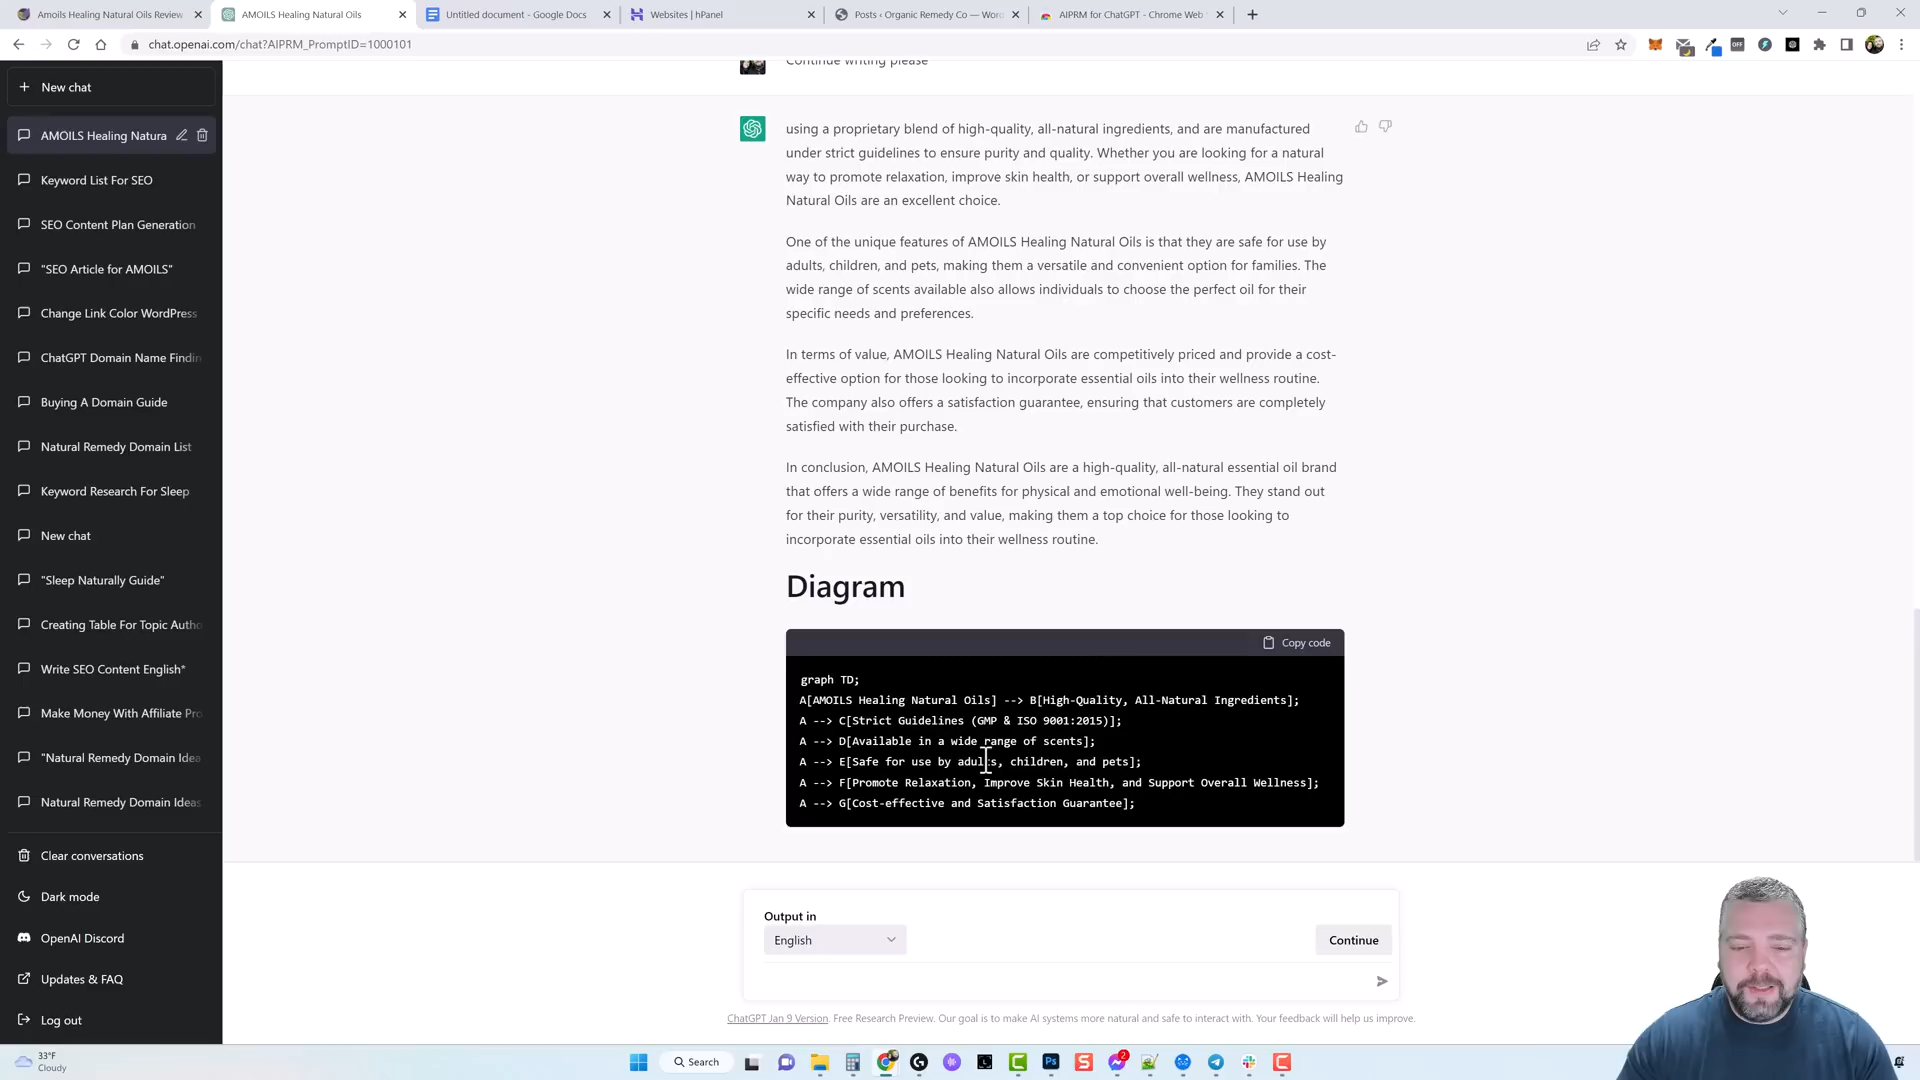 Amoils Healing Natural Oils Review
AMOILS Healing Natural Oils
Untitled document - Google Docs
Websites | hPanel
Posts ‹ Organic Remedy Co — Wor
AIPRM for ChatGPT - Chrome Web
chat.openai.com/chat?AIPRM_PromptID=1000101
New chat
AMOILS Healing Natura
Keyword List For SEO
SEO Content Plan Generation
"SEO Article for AMOILS"
Change Link Color WordPress
ChatGPT Domain Name Findin
Buying A Domain Guide
Natural Remedy Domain List
Keyword Research For Sleep
New chat
"Sleep Naturally Guide"
Creating Table For Topic Autho
Write SEO Content English*
Make Money With Affiliate Pro
"Natural Remedy Domain Idea
Natural Remedy Domain Ideas
Clear conversations
Dark mode
OpenAI Discord
Updates & FAQ
Log out
Continue writing please
using a proprietary blend of high-quality, all-natural ingredients, and are manufactured
under strict guidelines to ensure purity and quality. Whether you are looking for a natural
way to promote relaxation, improve skin health, or support overall wellness, AMOILS Healing
Natural Oils are an excellent choice.
One of the unique features of AMOILS Healing Natural Oils is that they are safe for use by
adults, children, and pets, making them a versatile and convenient option for families. The
wide range of scents available also allows individuals to choose the perfect oil for their
specific needs and preferences.
In terms of value, AMOILS Healing Natural Oils are competitively priced and provide a cost-
effective option for those looking to incorporate essential oils into their wellness routine.
The company also offers a satisfaction guarantee, ensuring that customers are completely
satisfied with their purchase.
In conclusion, AMOILS Healing Natural Oils are a high-quality, all-natural essential oil brand
that offers a wide range of benefits for physical and emotional well-being. They stand out
for their purity, versatility, and value, making them a top choice for those looking to
incorporate essential oils into their wellness routine.
Diagram
Copy code
graph TD;
A[AMOILS Healing Natural Oils] --> B[High-Quality, All-Natural Ingredients];
A --> C[Strict Guidelines (GMP & ISO 9001:2015)];
A --> D[Available in a wide range of scents];
A --> E[Safe for use by adults, children, and pets];
A --> F[Promote Relaxation, Improve Skin Health, and Support Overall Wellness];
A --> G[Cost-effective and Satisfaction Guarantee];
Output in
English
Continue
ChatGPT Jan 9 Version. Free Research Preview. Our goal is to make AI systems more natural and safe to interact with. Your feedback will help us improve.
33°F
Cloudy
Search
2